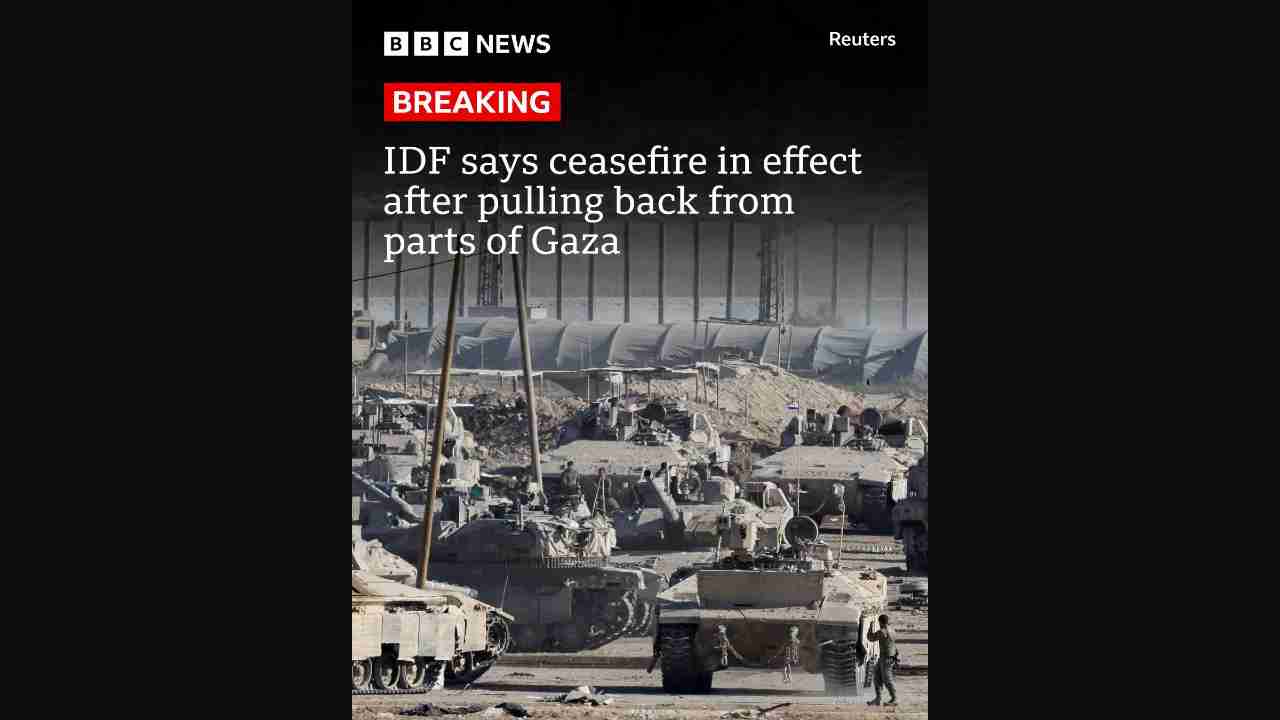 BBC NEWS
Reuters
BREAKING
IDF says ceasefire in effect
after pulling back from
parts of Gaza